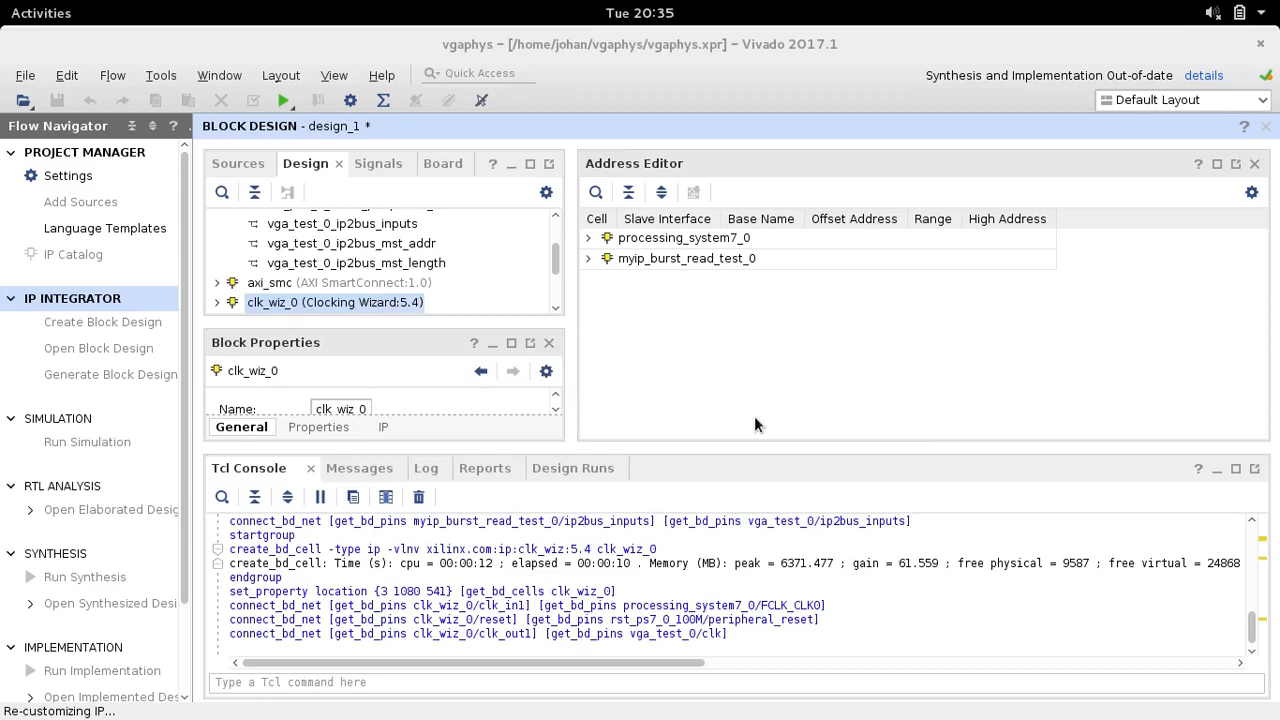 Activities
Tue 20:35
vgaphys – [/home/johan/vgaphys/vgaphys.xpr] – Vivado 2017.1
File Edit Flow Tools Window Layout View Help Quick Access
Synthesis and Implementation Out-of-date details
Default Layout
Flow Navigator
PROJECT MANAGER
Settings
Add Sources
Language Templates
IP Catalog
IP INTEGRATOR
Create Block Design
Open Block Design
Generate Block Design
SIMULATION
Run Simulation
RTL ANALYSIS
Open Elaborated Desig
SYNTHESIS
Run Synthesis
Open Synthesized Desi
IMPLEMENTATION
Run Implementation
Open Implemented Des
BLOCK DESIGN - design_1 *
Sources Design Signals Board
vga_test_0_ip2bus_inputs
vga_test_0_ip2bus_mst_addr
vga_test_0_ip2bus_mst_length
axi_smc (AXI SmartConnect:1.0)
clk_wiz_0 (Clocking Wizard:5.4)
Block Properties
clk_wiz_0
Name: clk_wiz_0
General Properties IP
Address Editor
Cell Slave Interface Base Name Offset Address Range High Address
processing_system7_0
myip_burst_read_test_0
Tcl Console Messages Log Reports Design Runs
connect_bd_net [get_bd_pins myip_burst_read_test_0/ip2bus_inputs] [get_bd_pins vga_test_0/ip2bus_inputs]
startgroup
create_bd_cell -type ip -vlnv xilinx.com:ip:clk_wiz:5.4 clk_wiz_0
create_bd_cell: Time (s): cpu = 00:00:12 ; elapsed = 00:00:10 . Memory (MB): peak = 6371.477 ; gain = 61.559 ; free physical = 9587 ; free virtual = 24868
endgroup
set_property location {3 1080 541} [get_bd_cells clk_wiz_0]
connect_bd_net [get_bd_pins clk_wiz_0/clk_in1] [get_bd_pins processing_system7_0/FCLK_CLK0]
connect_bd_net [get_bd_pins clk_wiz_0/reset] [get_bd_pins rst_ps7_0_100M/peripheral_reset]
connect_bd_net [get_bd_pins clk_wiz_0/clk_out1] [get_bd_pins vga_test_0/clk]
Type a Tcl command here
Re-customizing IP...